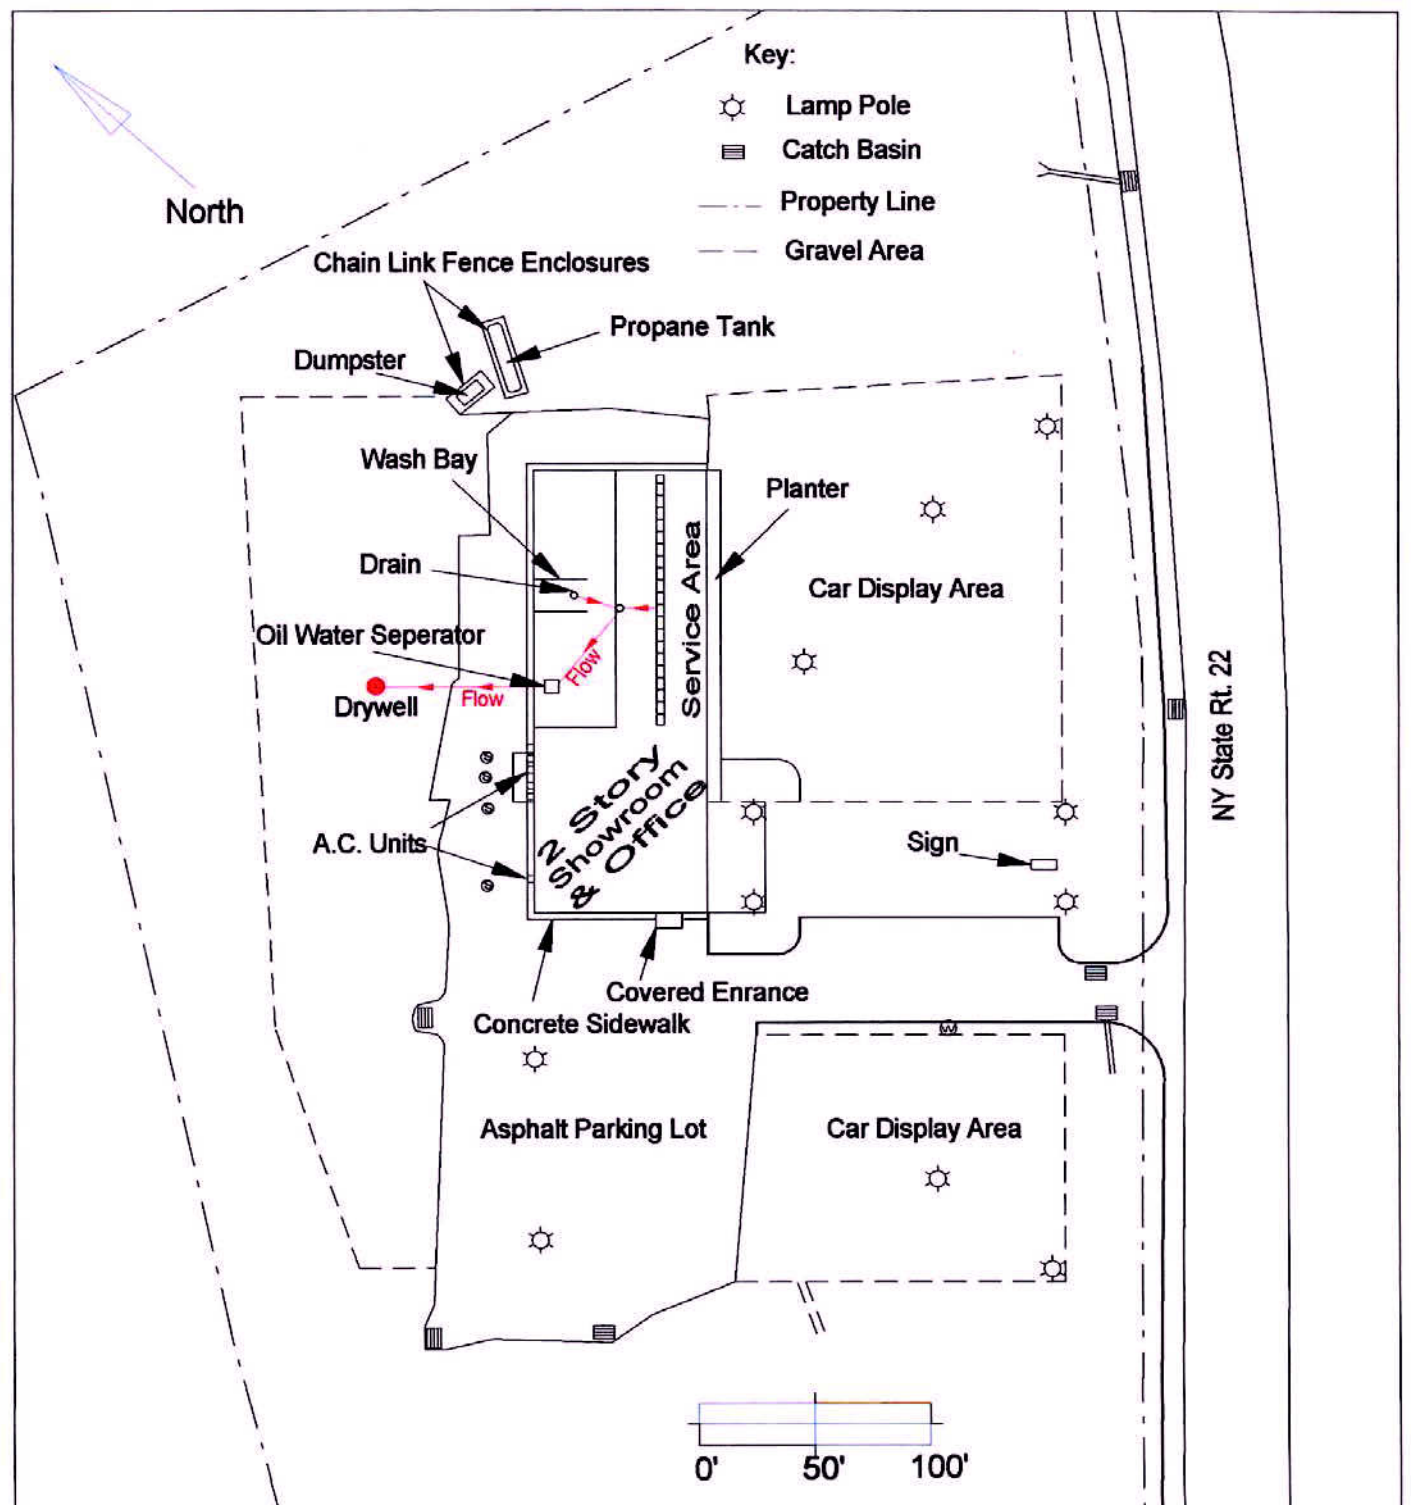 Key:
Lamp Pole
Catch Basin
Property Line
Gravel Area
North
Chain Link Fence Enclosures
Propane Tank
Dumpster
Wash Bay
Planter
Drain
Service Area
Car Display Area
Oil Water Seperator
Flow
Flow
Drywell
NY State Rt. 22
2 Story
Showroom
& Office
A.C. Units
Sign
Covered Enrance
Concrete Sidewalk
W
Asphalt Parking Lot
Car Display Area
0' 50' 100'